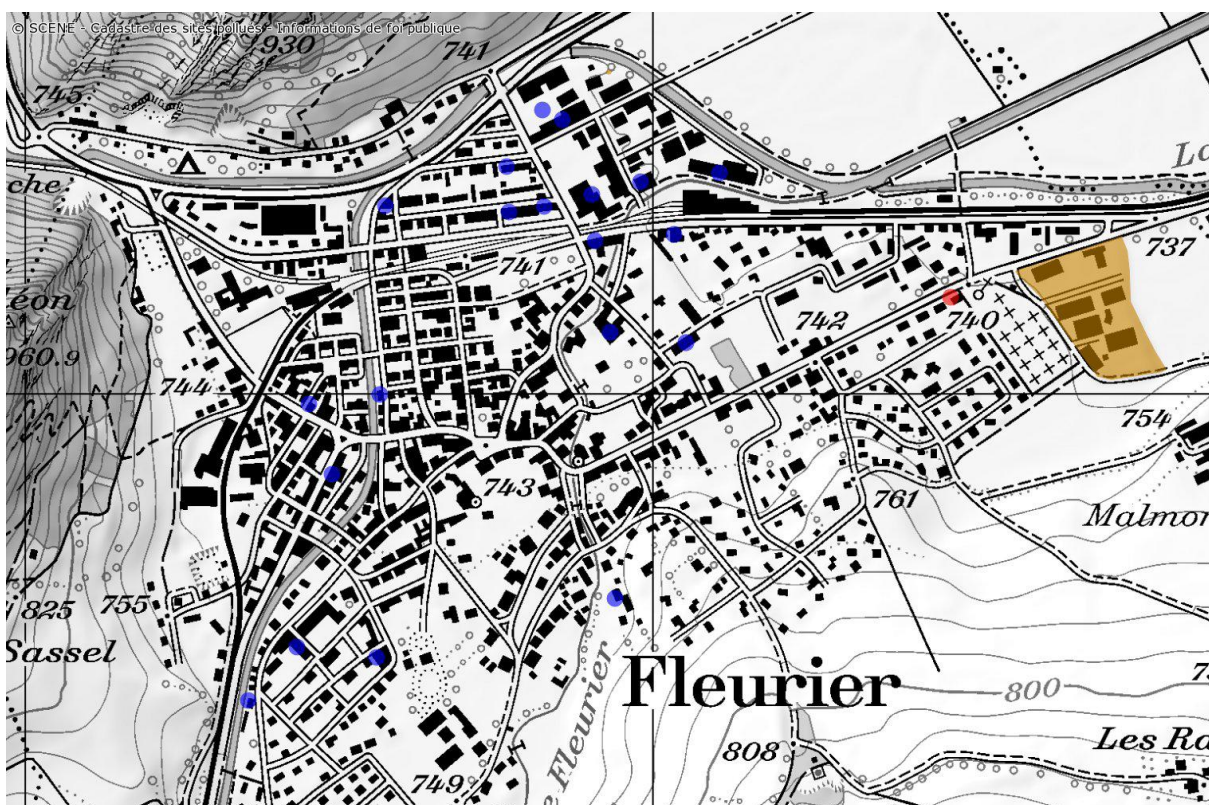 © SCENE - Cadastre des sites pollués - Informations de foi publique
930
741
745
La
che
741
737
éon
742
740
960.9
744
754
743
761
Malmon
825
755
Sassel
Fleurier
800
Fleurier
808
Les Ra
749